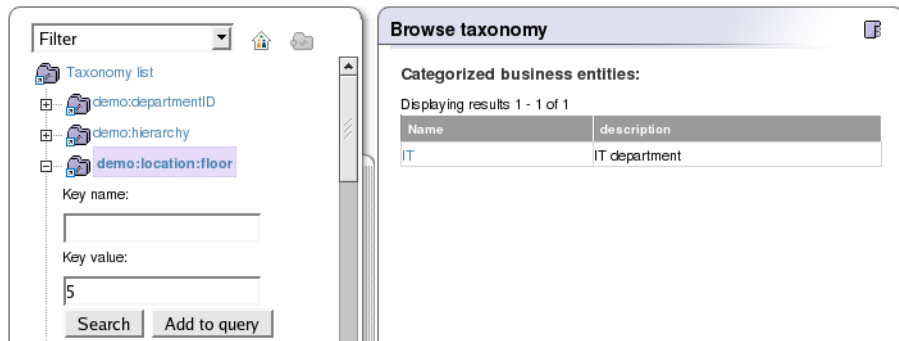 Filter
Taxonomy list
demo:departmentID
demo:hierarchy
demo:location:floor
Key name:
Key value:
5
Search Add to query
Browse taxonomy
Categorized business entities:
Displaying results 1 - 1 of 1
Name description
IT IT department